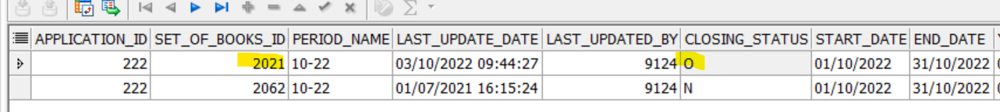 APPLICATION_ID SET_OF_BOOKS_ID PERIOD_NAME LAST_UPDATE_DATE LAST_UPDATED_BY CLOSING_STATUS START_DATE END_DATE
222 2021 10-22 03/10/2022 09:44:27 9124 O 01/10/2022 31/10/2022
222 2062 10-22 01/07/2021 16:15:24 9124 N 01/10/2022 31/10/2022